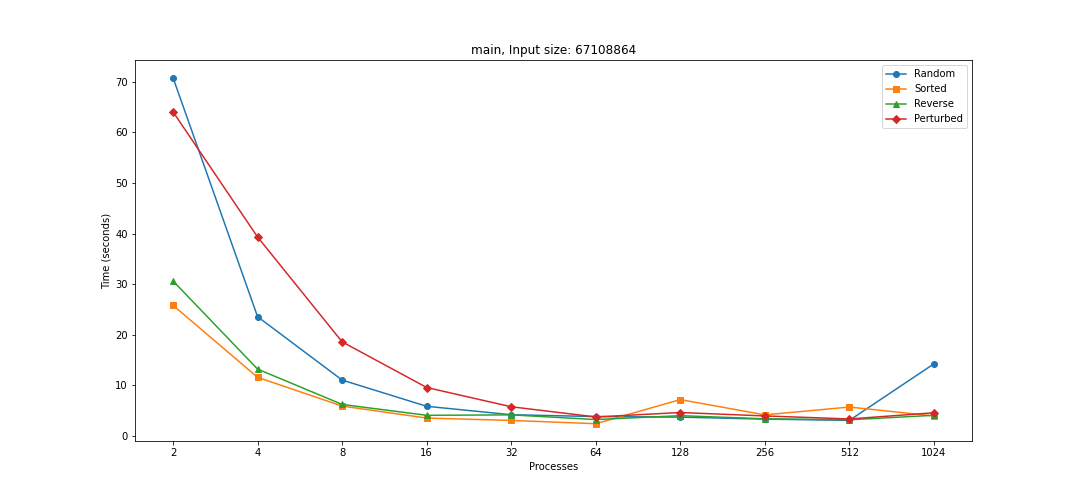 main, Input size: 67108864
Random
Sorted
Reverse
Perturbed
Time (seconds)
70
60
50
40
30
20
10
0
2 4 8 16 32 64 128 256 512 1024
Processes